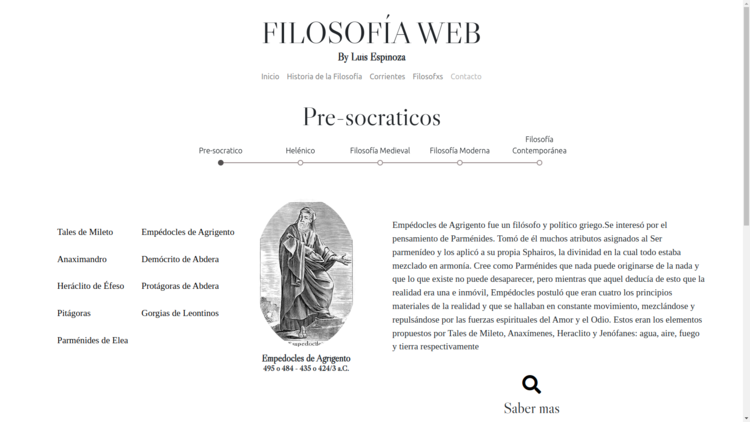 FILOSOFÍA WEB
By Luis Espinoza
Inicio Historia de la Filosofía Corrientes Filosofxs Contacto
Pre-socraticos
Pre-socratico Helénico Filosofía Medieval Filosofía Moderna Filosofía Contemporánea
Tales de Mileto Empédocles de Agrigento
Anaximandro Demócrito de Abdera
Heráclito de Éfeso Protágoras de Abdera
Pitágoras Gorgias de Leontinos
Parménides de Elea
Empedocles de Agrigento
495 o 484 - 435 o 424/3 a.C.
Empédocles de Agrigento fue un filósofo y político griego.Se interesó por el
pensamiento de Parménides. Tomó de él muchos atributos asignados al Ser
parmenídeo y los aplicó a su propia Sphairos, la divinidad en la cual todo estaba
mezclado en armonía. Cree como Parménides que nada puede originarse de la nada y
que lo que existe no puede desaparecer, pero mientras que aquel deducía de esto que la
realidad era una e inmóvil, Empédocles postuló que eran cuatro los principios
materiales de la realidad y que se hallaban en constante movimiento, mezclándose y
repulsándose por las fuerzas espirituales del Amor y el Odio. Estos eran los elementos
propuestos por Tales de Mileto, Anaxímenes, Heraclito y Jenófanes: agua, aire, fuego
y tierra respectivamente
Saber mas